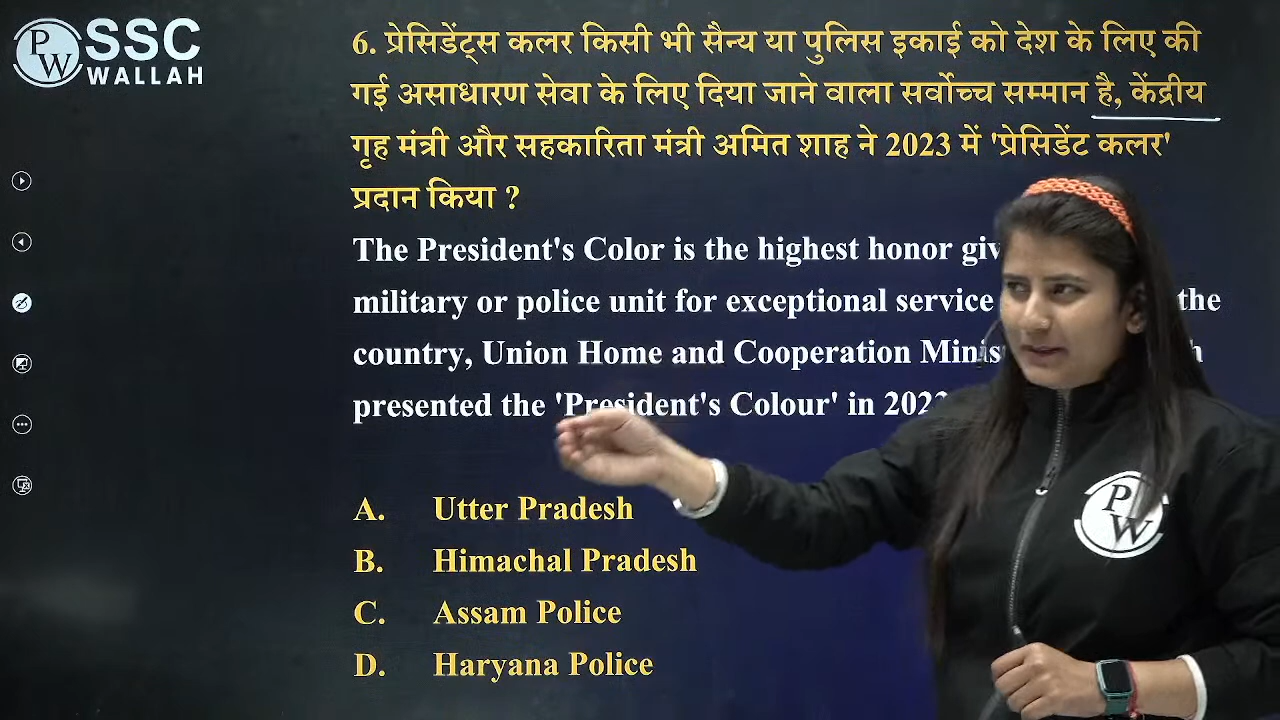 SSC
WALLAH
6. प्रेसिडेंट्स कलर किसी भी सैन्य या पुलिस इकाई को देश के लिए की
गई असाधारण सेवा के लिए दिया जाने वाला सर्वोच्च सम्मान है, केंद्रीय
गृह मंत्री और सहकारिता मंत्री अमित शाह ने 2023 में 'प्रेसिडेंट कलर'
प्रदान किया ?
The President's Color is the highest honor
military or police unit for exceptional service the
country, Union Home and Cooperation
presented the 'President's Colour' in
A. Utter Pradesh
B. Himachal Pradesh
C. Assam Police
D. Haryana Police
PW
PW